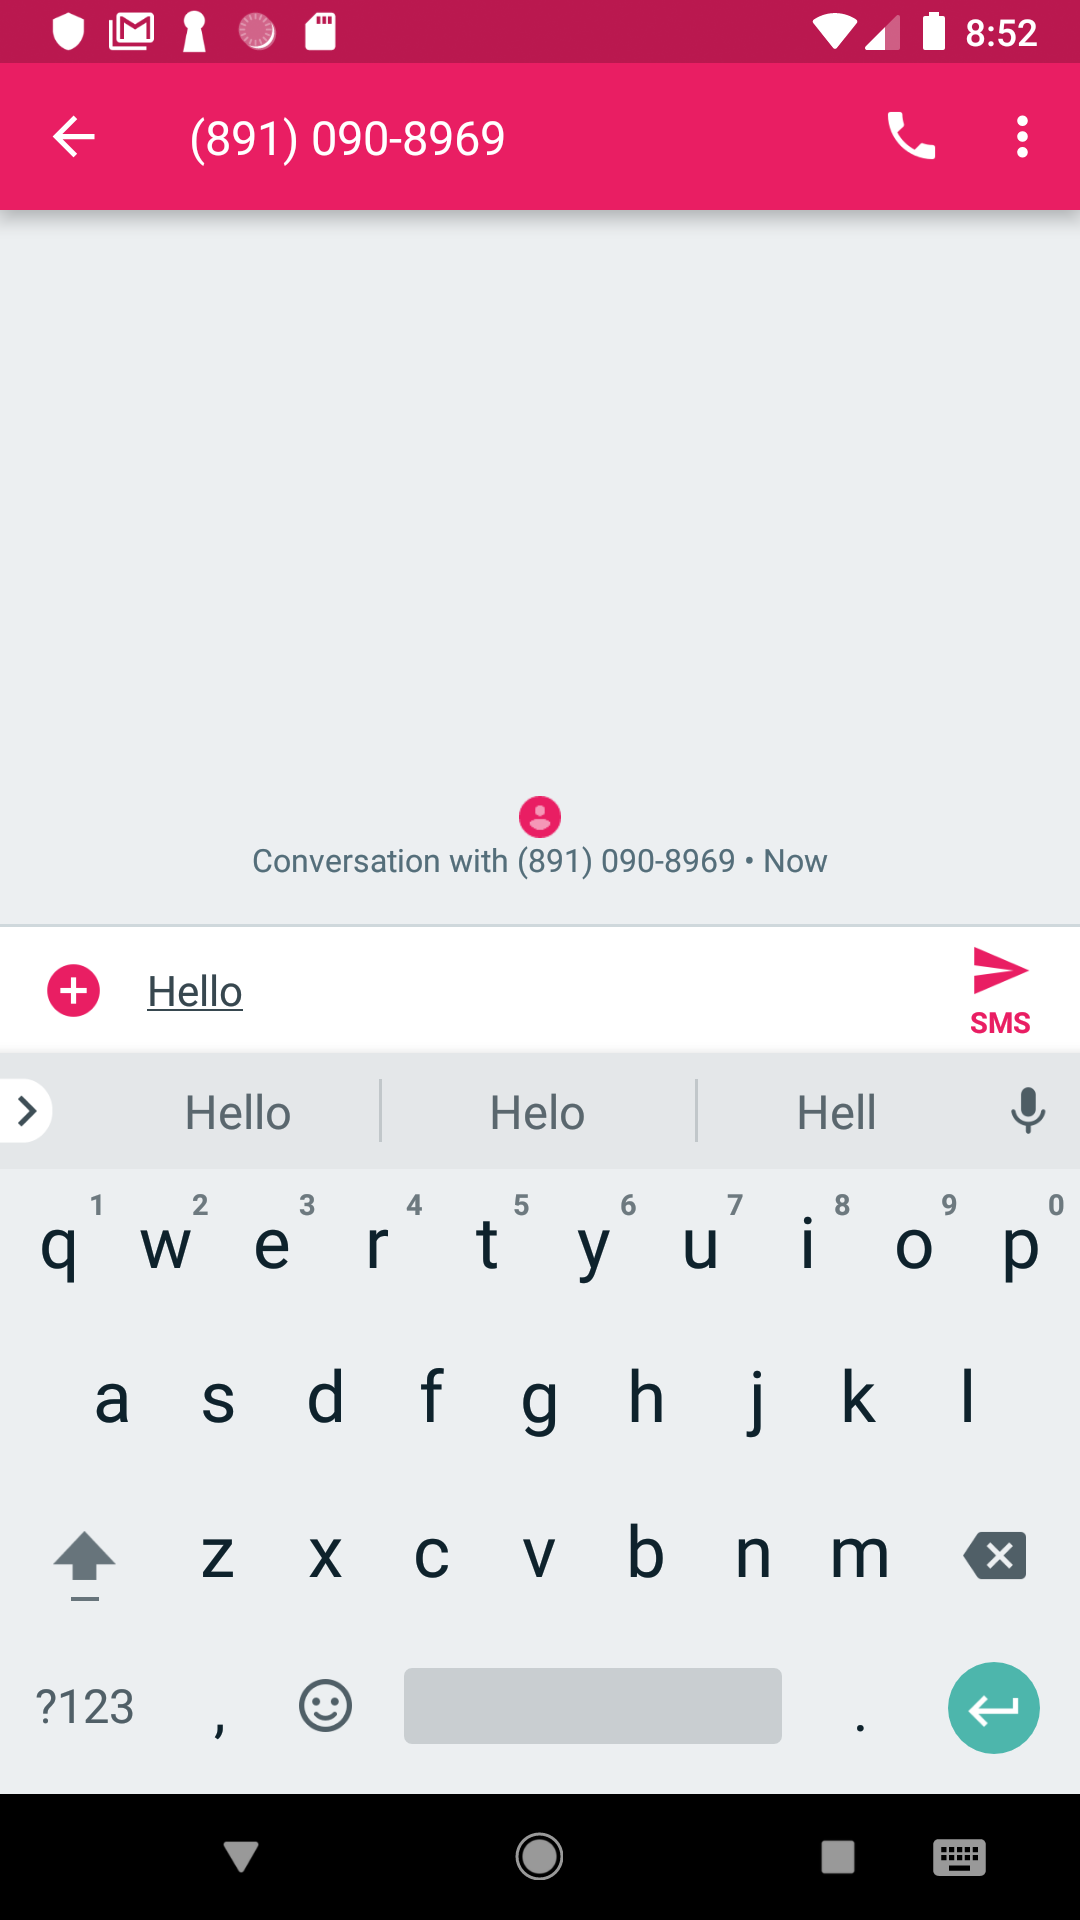 8:52
(891) 090-8969
Conversation with (891) 090-8969 • Now
Hello
SMS
Hello Helo Hell
1 2 3 4 5 6 7 8 9 0
q w e r t y u i o p
a s d f g h j k l
z x c v b n m
?123 , .